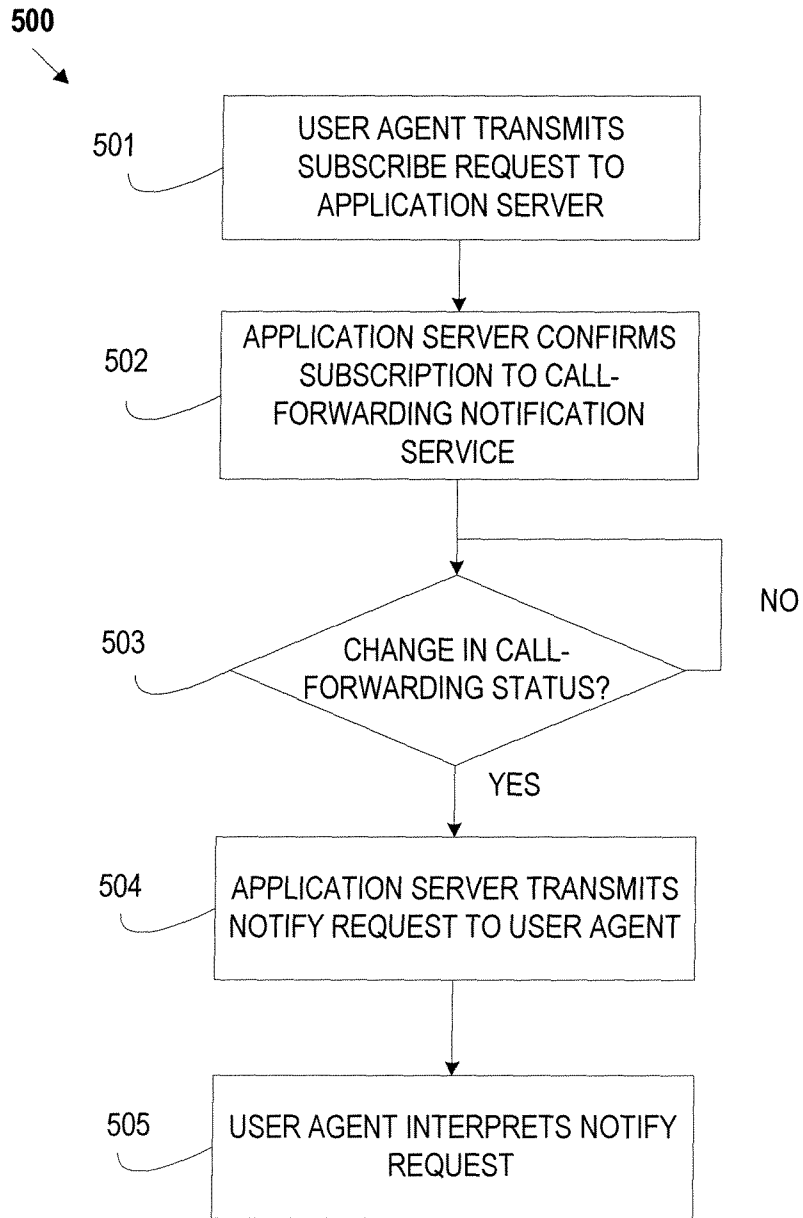 500
501
USER AGENT TRANSMITS
SUBSCRIBE REQUEST TO
APPLICATION SERVER
502
APPLICATION SERVER CONFIRMS
SUBSCRIPTION TO CALL-
FORWARDING NOTIFICATION
SERVICE
503
CHANGE IN CALL-
FORWARDING STATUS?
NO
YES
504
APPLICATION SERVER TRANSMITS
NOTIFY REQUEST TO USER AGENT
505
USER AGENT INTERPRETS NOTIFY
REQUEST